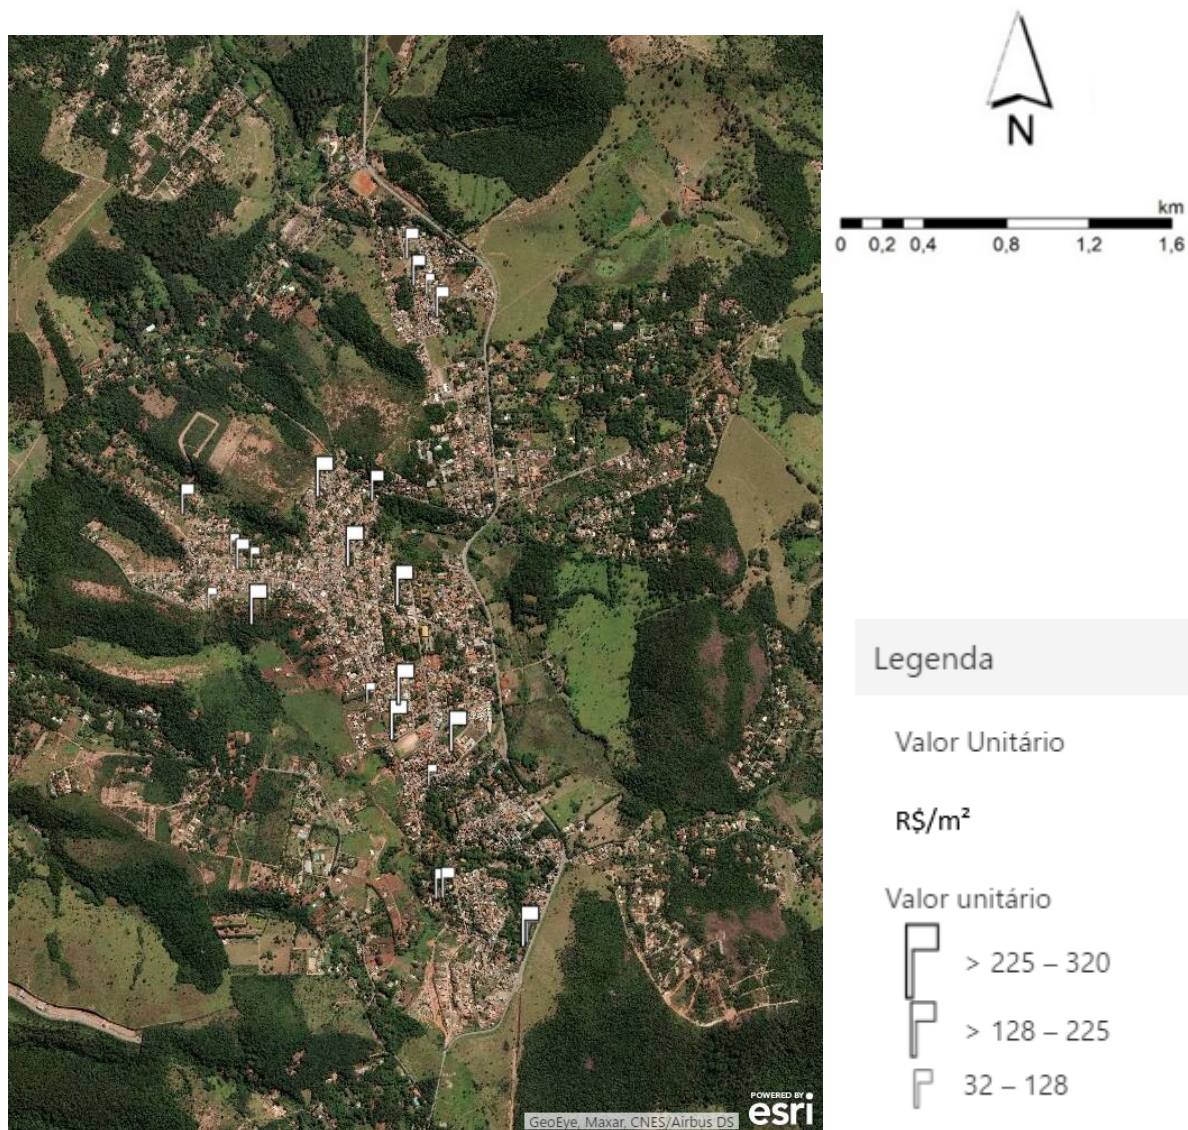 N
km
0 0,2 0,4 0,8 1,2 1,6
Legenda
Valor Unitário
R$/m²
Valor unitário
> 225 – 320
> 128 – 225
32 – 128
POWERED BY
esri
GeoEye, Maxar, CNES/Airbus DS